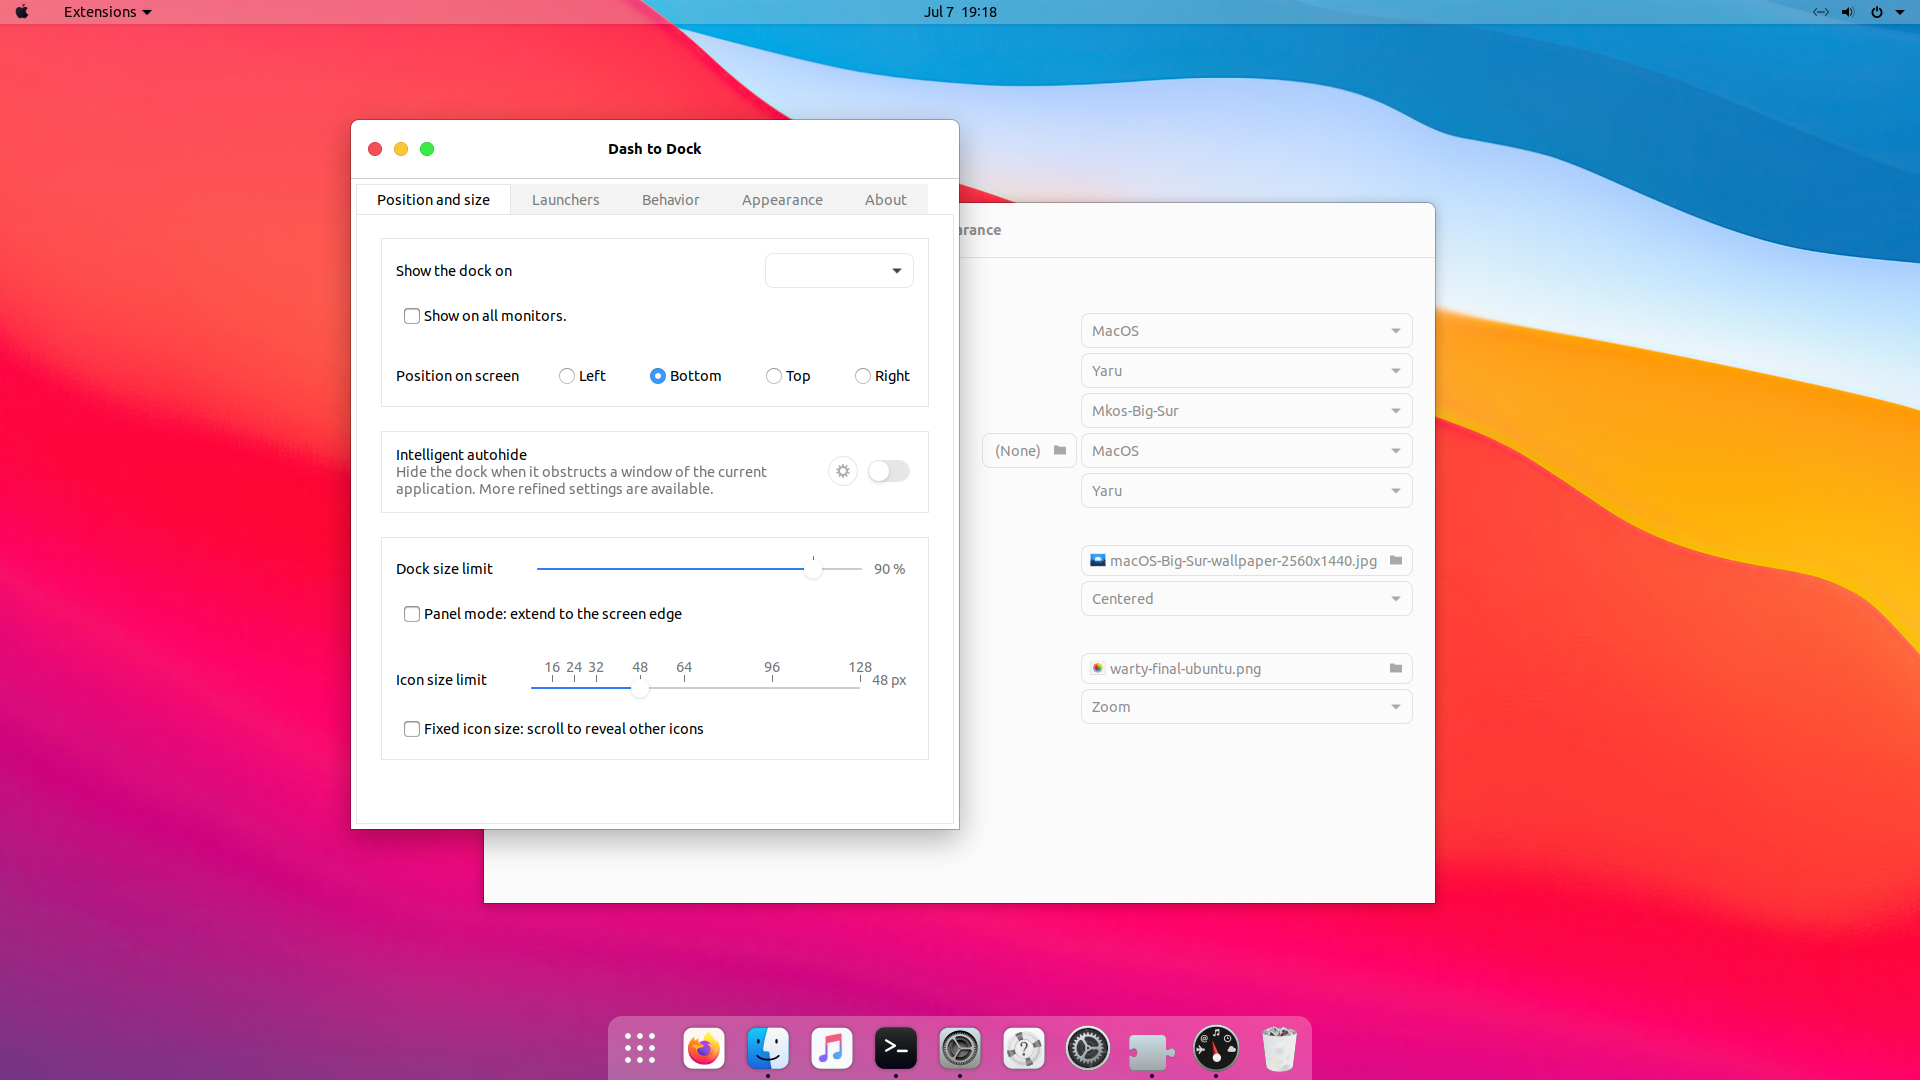 Extensions
Jul 7 19:18
Dash to Dock
Position and size Launchers Behavior Appearance About
Show the dock on
Show on all monitors.
Position on screen Left Bottom Top Right
Intelligent autohide
Hide the dock when it obstructs a window of the current
application. More refined settings are available.
Dock size limit 90 %
Panel mode: extend to the screen edge
16 24 32 48 64 96 128
Icon size limit 48 px
Fixed icon size: scroll to reveal other icons
arance
MacOS
Yaru
Mkos-Big-Sur
(None) MacOS
Yaru
macOS-Big-Sur-wallpaper-2560x1440.jpg
Centered
warty-final-ubuntu.png
Zoom